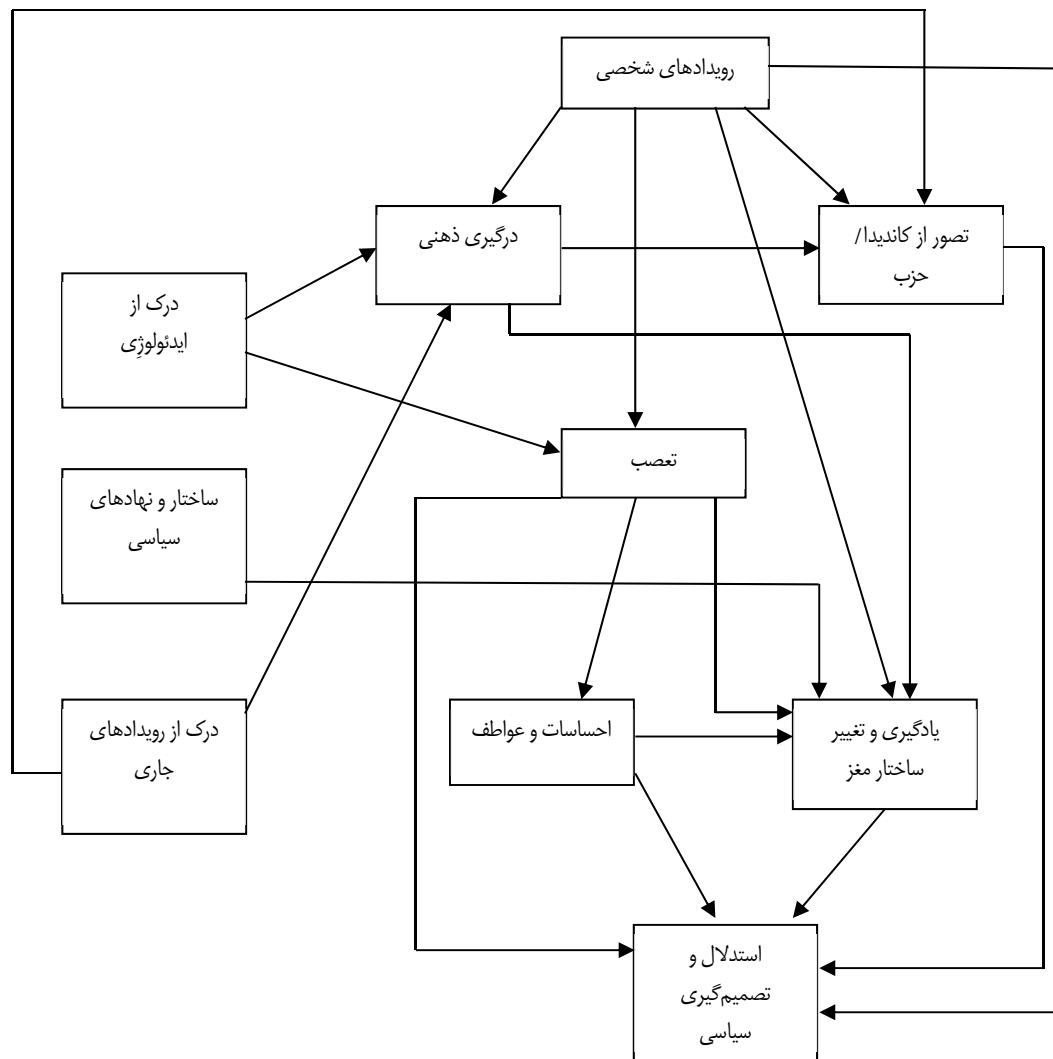 رویدادهای شخصی
درگیری ذهنی
تصور از کاندیدا/
حزب
درک از
ایدئولوژِی
تعصب
ساختار و نهادهای
سیاسی
درک از رویدادهای
جاری
احساسات و عواطف
یادگیری و تغییر
ساختار مغز
استدلال و
تصمیم‌گیری
سیاسی